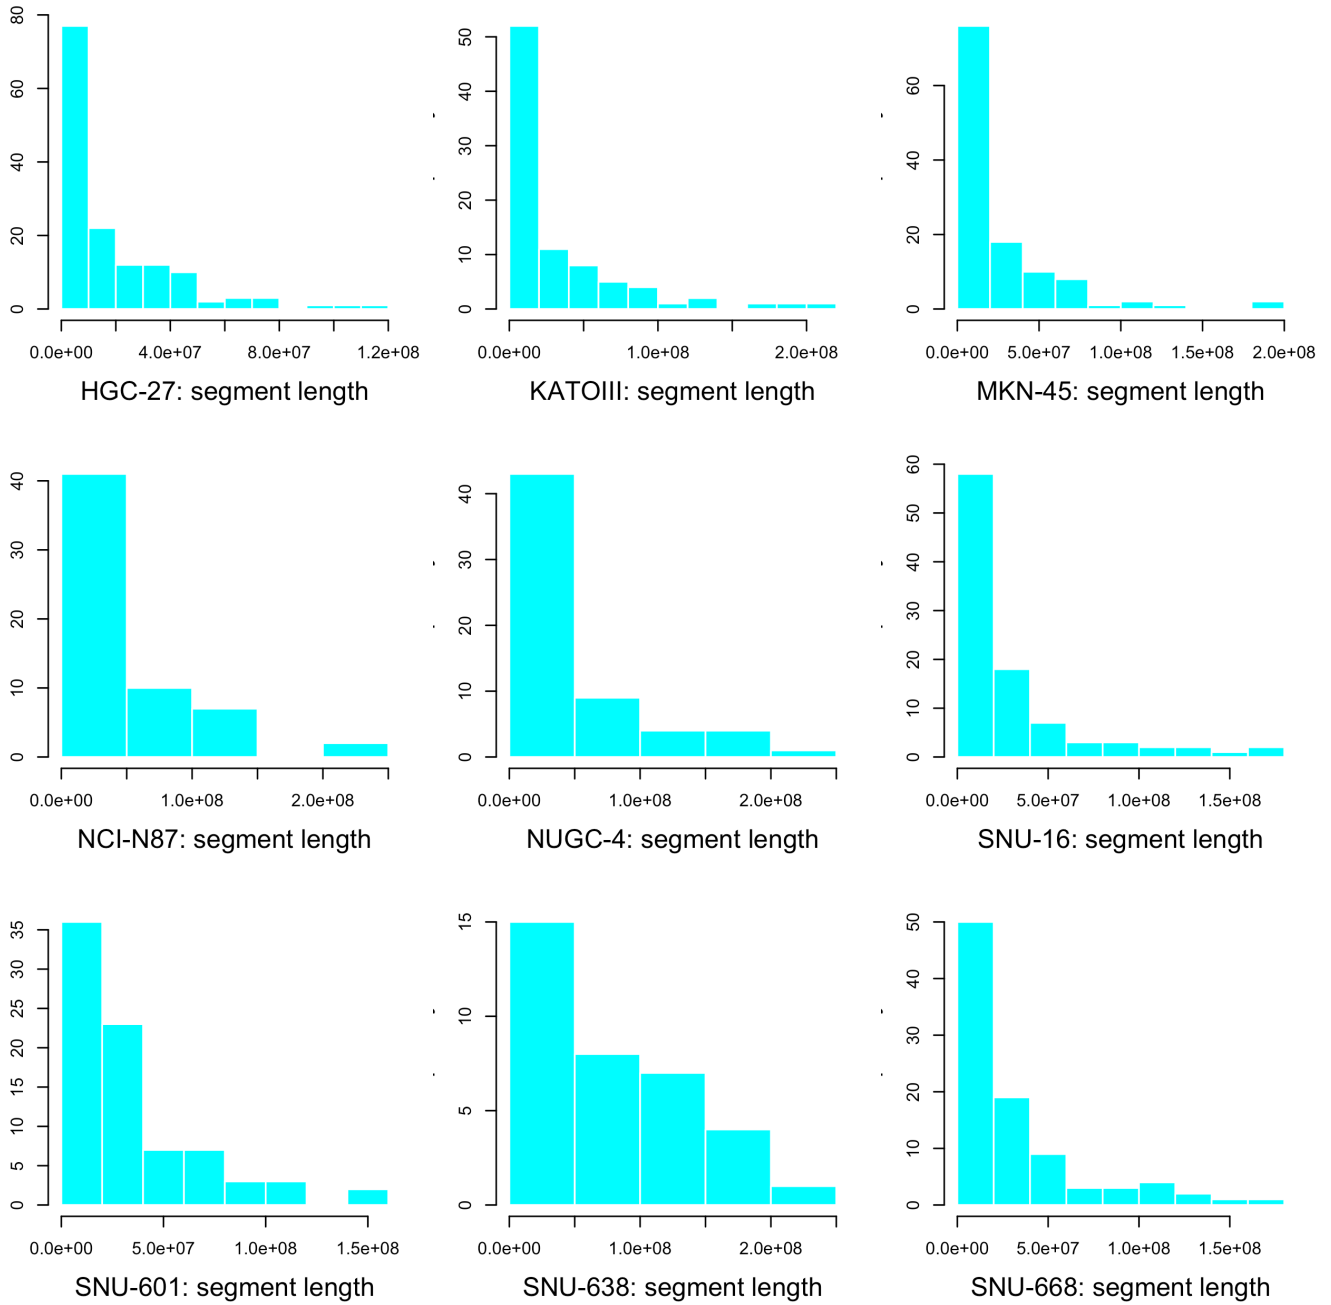 80
60
40
20
0
0.0e+00 4.0e+07 8.0e+07 1.2e+08
HGC-27: segment length
50
40
30
20
10
0
0.0e+00 1.0e+08 2.0e+08
KATOIII: segment length
60
40
20
0
0.0e+00 5.0e+07 1.0e+08 1.5e+08 2.0e+08
MKN-45: segment length
40
30
20
10
0
0.0e+00 1.0e+08 2.0e+08
NCI-N87: segment length
40
30
20
10
0
0.0e+00 1.0e+08 2.0e+08
NUGC-4: segment length
60
50
40
30
20
10
0
0.0e+00 5.0e+07 1.0e+08 1.5e+08
SNU-16: segment length
35
30
25
20
15
10
5
0
0.0e+00 5.0e+07 1.0e+08 1.5e+08
SNU-601: segment length
15
10
5
0
0.0e+00 1.0e+08 2.0e+08
SNU-638: segment length
50
40
30
20
10
0
0.0e+00 5.0e+07 1.0e+08 1.5e+08
SNU-668: segment length